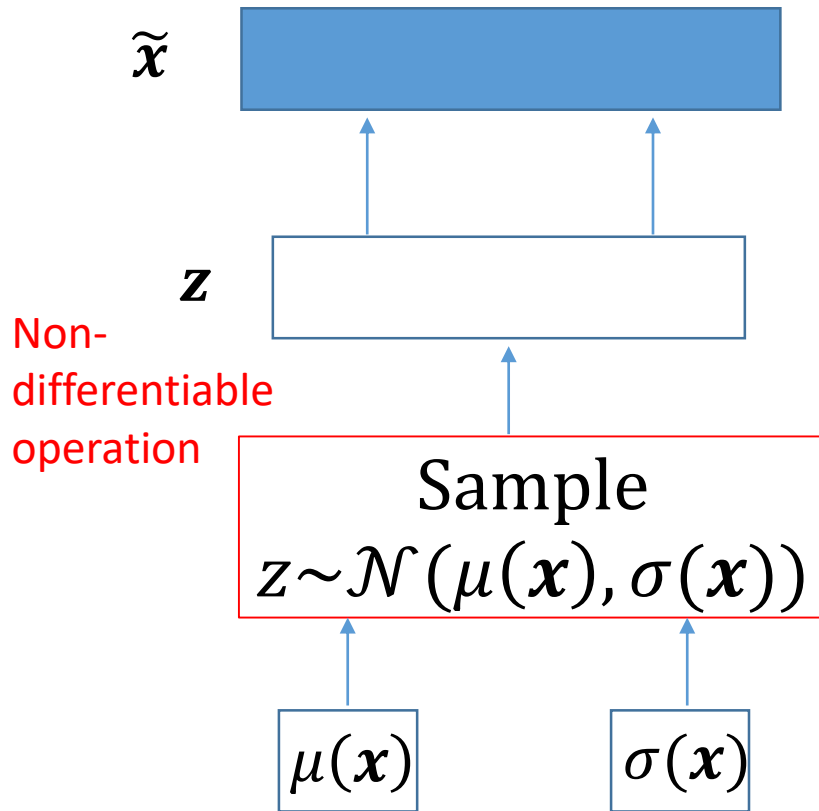 x̃
z
Non-
differentiable
operation
Sample
z~𝒩(μ(x), σ(x))
μ(x)
σ(x)